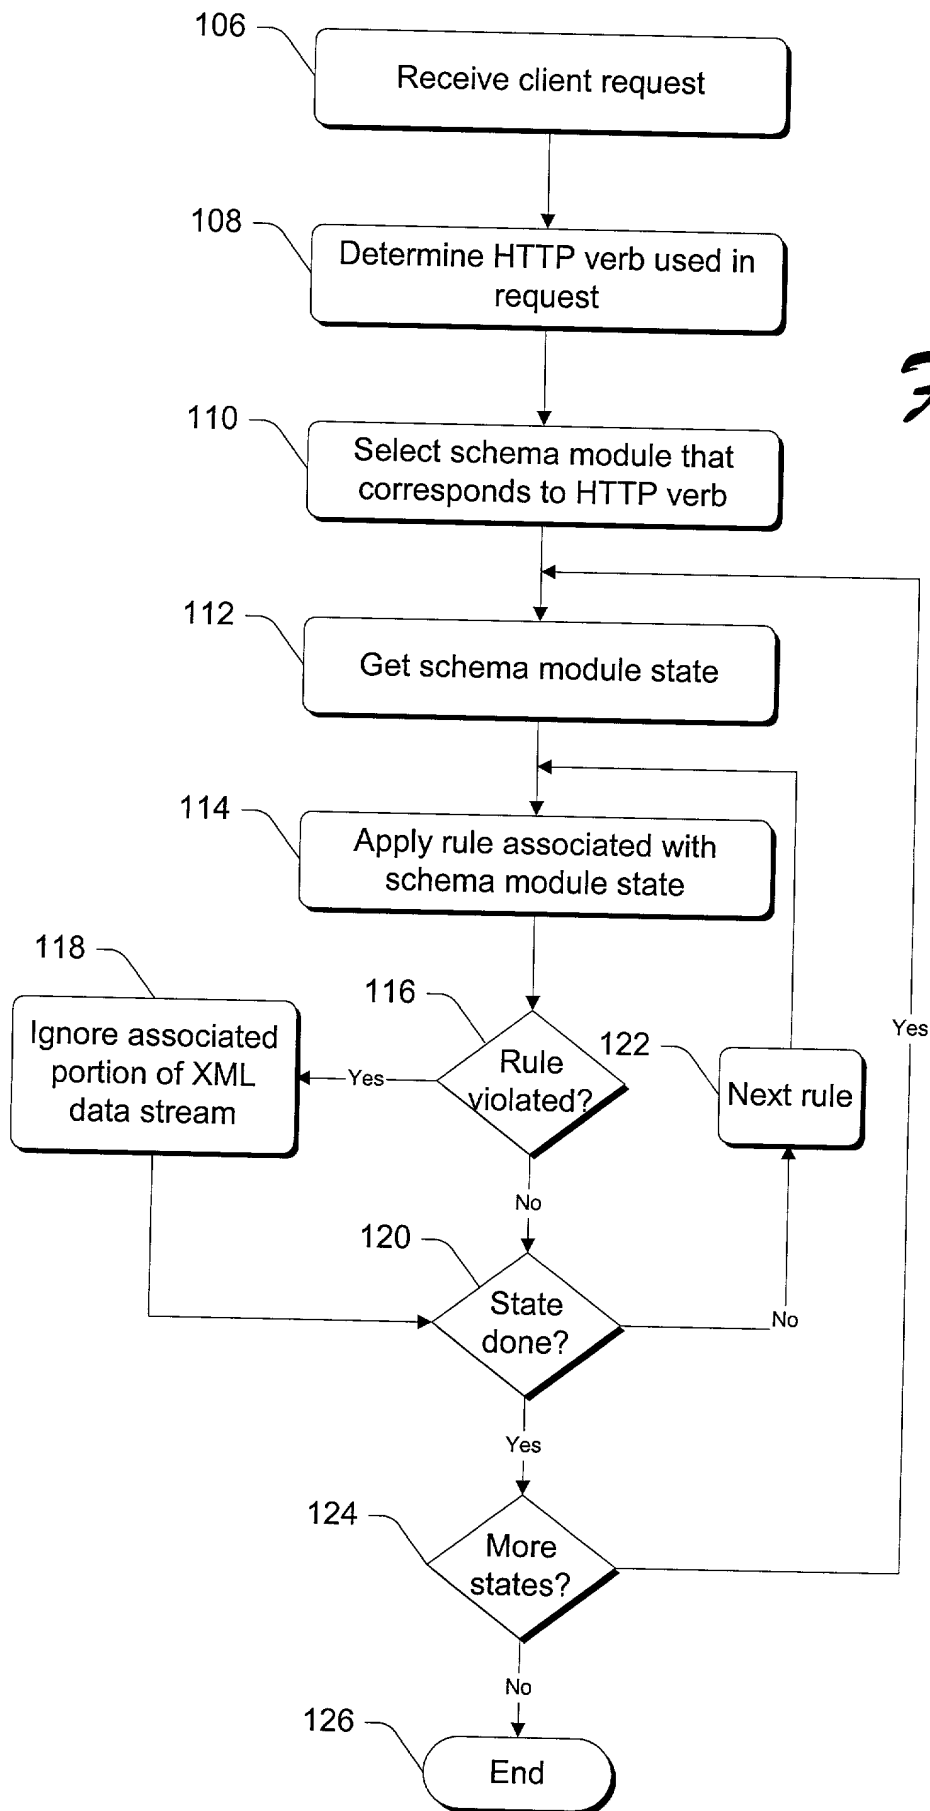 106
Receive client request
108
Determine HTTP verb used in
request
110
Select schema module that
corresponds to HTTP verb
112
Get schema module state
114
Apply rule associated with
schema module state
118
Ignore associated
portion of XML
data stream
116
Rule
violated?
Yes
No
122
Next rule
Yes
120
State
done?
No
Yes
124
More
states?
No
126
End